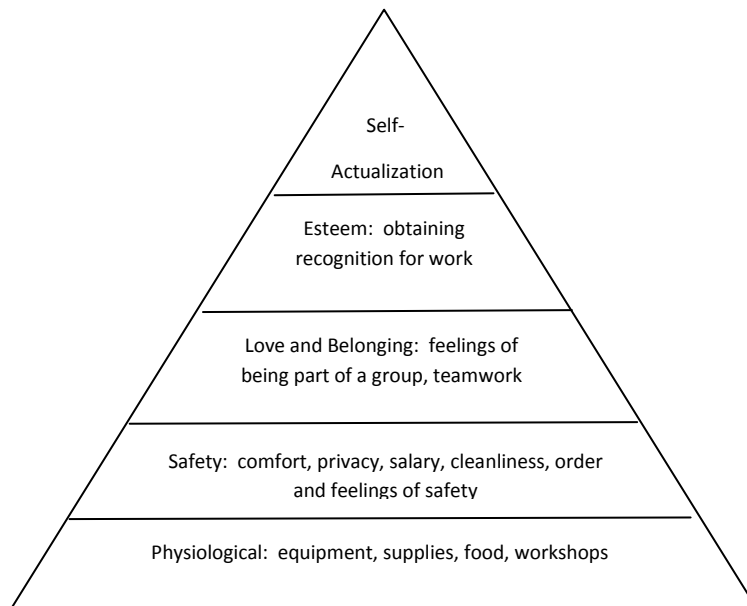 Self-
Actualization
Esteem:  obtaining
recognition for work
Love and Belonging:  feelings of
being part of a group, teamwork
Safety:  comfort, privacy, salary, cleanliness, order
and feelings of safety
Physiological:  equipment, supplies, food, workshops